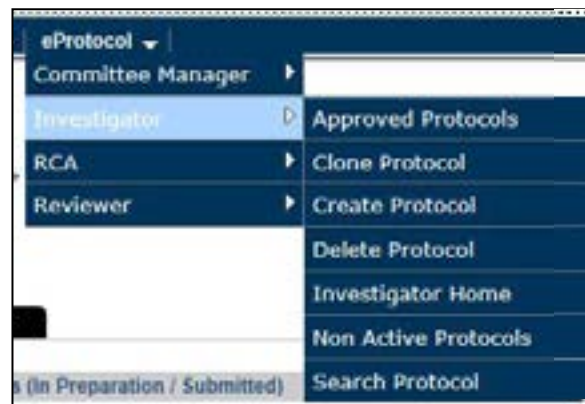 eProtocol
Committee Manager
Investigator
RCA
Reviewer
Approved Protocols
Clone Protocol
Create Protocol
Delete Protocol
Investigator Home
Non Active Protocols
Search Protocol
s (In Preparation / Submitted)